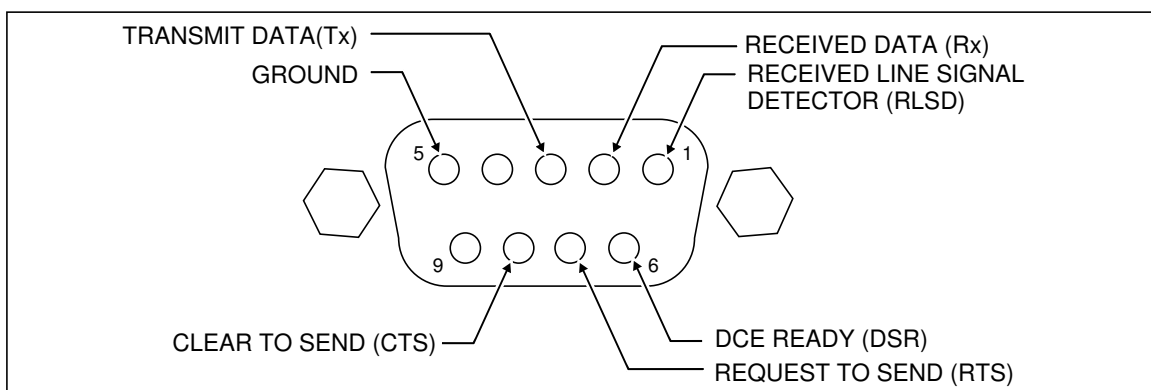 TRANSMIT DATA(Tx)
GROUND
RECEIVED DATA (Rx)
RECEIVED LINE SIGNAL
DETECTOR (RLSD)
5
1
9
6
CLEAR TO SEND (CTS)
DCE READY (DSR)
REQUEST TO SEND (RTS)